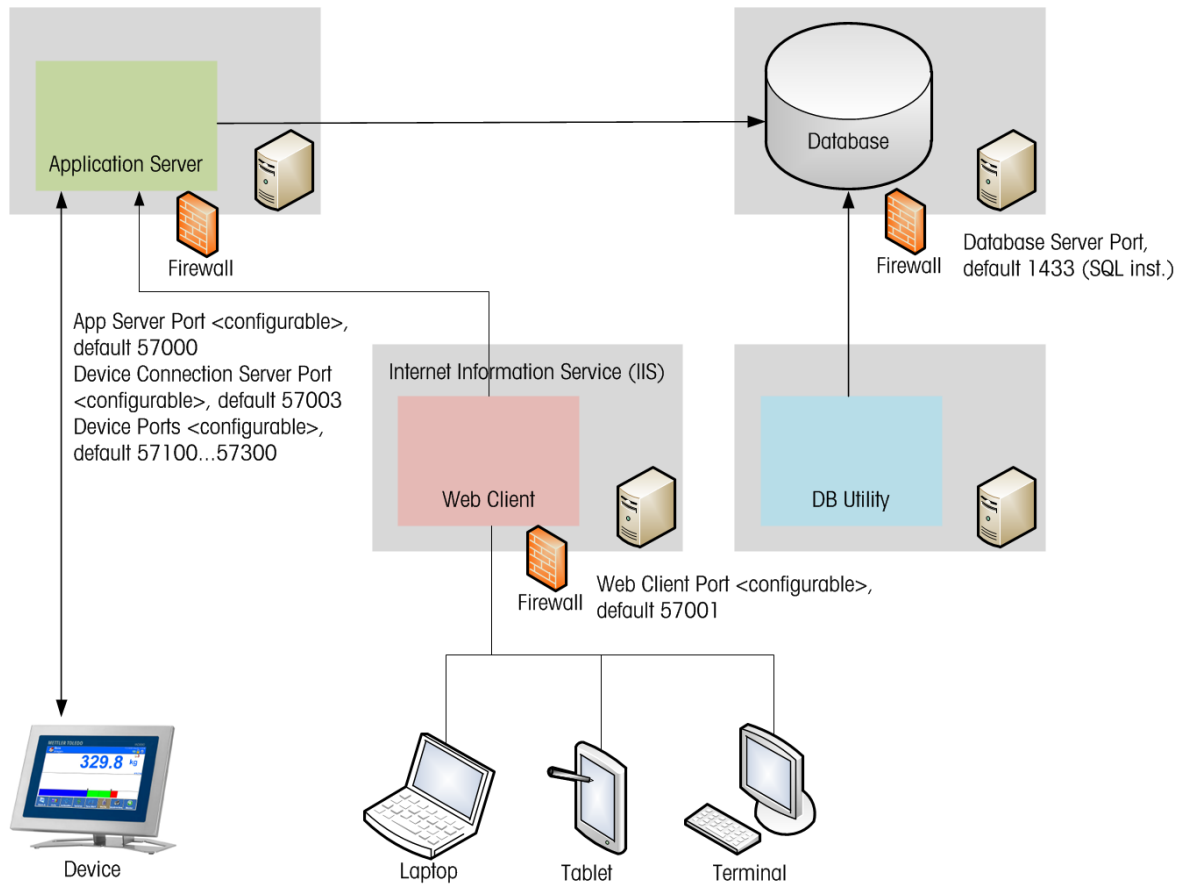 Application Server
Database
Firewall
Firewall
Database Server Port,
default 1433 (SQL inst.)
App Server Port <configurable>,
default 57000
Device Connection Server Port
<configurable>, default 57003
Device Ports <configurable>,
default 57100...57300
Internet Information Service (IIS)
Web Client
DB Utility
Firewall
Web Client Port <configurable>,
default 57001
METTLER TOLEDO
329.8 kg
Device
Laptop
Tablet
Terminal